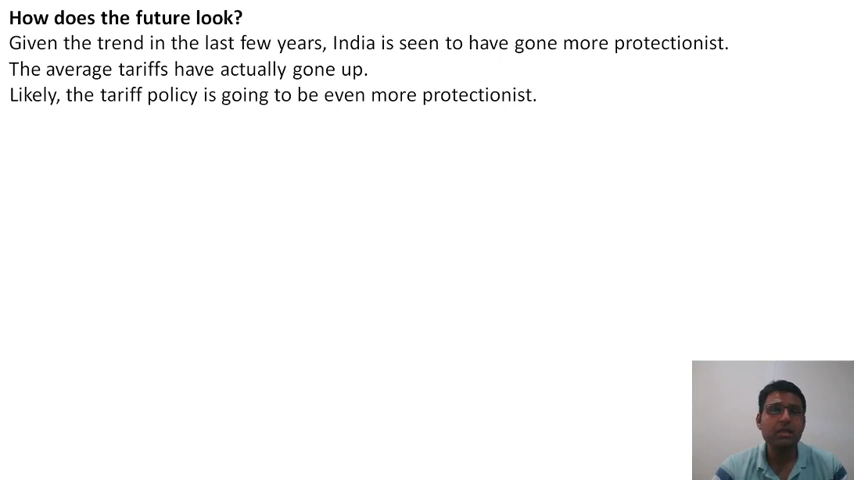 How does the future look?
Given the trend in the last few years, India is seen to have gone more protectionist.
The average tariffs have actually gone up.
Likely, the tariff policy is going to be even more protectionist.